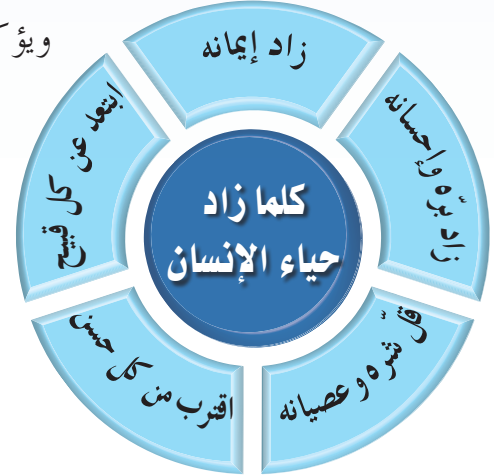 كلما زاد
حياء الإنسان
زاد إيمانه
زاد برّه وإحسانه
قلّ شره وعصيانه
اقترب من كل حسن
ابتعد عن كل قبيح